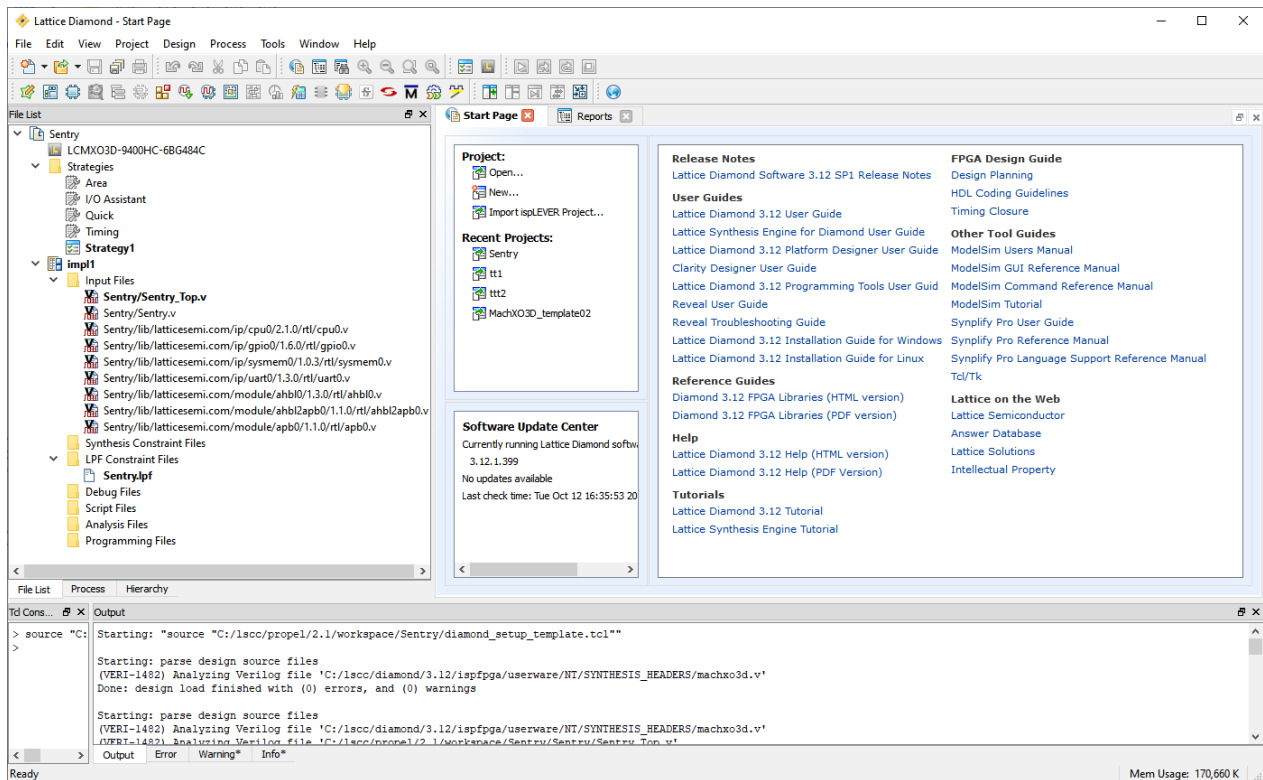 Lattice Diamond - Start Page
File Edit View Project Design Process Tools Window Help
File List
Start Page
Reports
Sentry
LCMXO3D-9400HC-6BG484C
Strategies
Area
I/O Assistant
Quick
Timing
Strategy1
impl1
Input Files
Sentry/Sentry_Top.v
Sentry/Sentry.v
Sentry/lib/latticesemi.com/ip/cpu0/2.1.0/rtl/cpu0.v
Sentry/lib/latticesemi.com/ip/gpio0/1.6.0/rtl/gpio0.v
Sentry/lib/latticesemi.com/ip/sysmem0/1.0.3/rtl/sysmem0.v
Sentry/lib/latticesemi.com/ip/uart0/1.3.0/rtl/uart0.v
Sentry/lib/latticesemi.com/module/ahbl0/1.3.0/rtl/ahbl0.v
Sentry/lib/latticesemi.com/module/ahbl2apb0/1.1.0/rtl/ahbl2apb0.v
Sentry/lib/latticesemi.com/module/apb0/1.1.0/rtl/apb0.v
Synthesis Constraint Files
LPF Constraint Files
Sentry.lpf
Debug Files
Script Files
Analysis Files
Programming Files
File List Process Hierarchy
Project:
Open...
New...
Import ispLEVER Project...
Recent Projects:
Sentry
tt1
ttt2
MachXO3D_template02
Software Update Center
Currently running Lattice Diamond softwa
3.12.1.399
No updates available
Last check time: Tue Oct 12 16:35:53 20
Release Notes
Lattice Diamond Software 3.12 SP1 Release Notes
User Guides
Lattice Diamond 3.12 User Guide
Lattice Synthesis Engine for Diamond User Guide
Lattice Diamond 3.12 Platform Designer User Guide
Clarity Designer User Guide
Lattice Diamond 3.12 Programming Tools User Guid
Reveal User Guide
Reveal Troubleshooting Guide
Lattice Diamond 3.12 Installation Guide for Windows
Lattice Diamond 3.12 Installation Guide for Linux
Reference Guides
Diamond 3.12 FPGA Libraries (HTML version)
Diamond 3.12 FPGA Libraries (PDF version)
Help
Lattice Diamond 3.12 Help (HTML version)
Lattice Diamond 3.12 Help (PDF Version)
Tutorials
Lattice Diamond 3.12 Tutorial
Lattice Synthesis Engine Tutorial
FPGA Design Guide
Design Planning
HDL Coding Guidelines
Timing Closure
Other Tool Guides
ModelSim Users Manual
ModelSim GUI Reference Manual
ModelSim Command Reference Manual
ModelSim Tutorial
Synplify Pro User Guide
Synplify Pro Reference Manual
Synplify Pro Language Support Reference Manual
Tcl/Tk
Lattice on the Web
Lattice Semiconductor
Answer Database
Lattice Solutions
Intellectual Property
Tcl Cons...
> source "C:
>
Output
Starting: "source "C:/lscc/propel/2.1/workspace/Sentry/diamond_setup_template.tcl""
Starting: parse design source files
(VERI-1482) Analyzing Verilog file 'C:/lscc/diamond/3.12/ispfpga/userware/NT/SYNTHESIS_HEADERS/machxo3d.v'
Done: design load finished with (0) errors, and (0) warnings
Starting: parse design source files
(VERI-1482) Analyzing Verilog file 'C:/lscc/diamond/3.12/ispfpga/userware/NT/SYNTHESIS_HEADERS/machxo3d.v'
(VERI-1482) Analyzing Verilog file 'C:/lscc/propel/2.1/workspace/Sentry/Sentry/Sentry_Top.v'
Output Error Warning* Info*
Ready
Mem Usage: 170,660 K